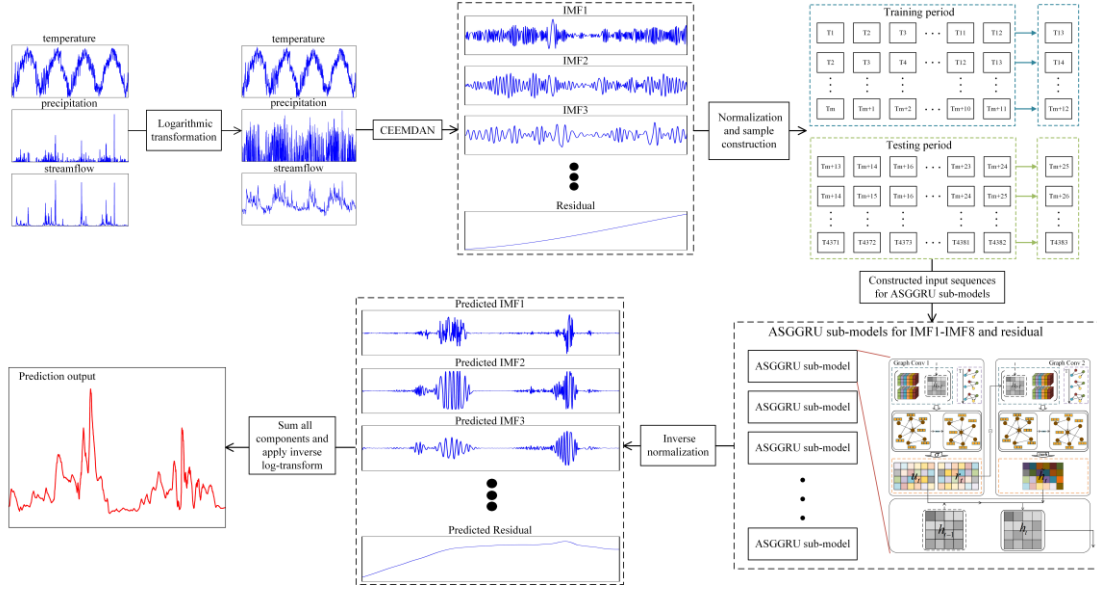 temperature
precipitation
streamflow
Logarithmic
transformation
temperature
precipitation
streamflow
CEEMDAN
IMF1
IMF2
IMF3
Residual
Normalization
and sample
construction
Training period
T1 T2 T3 T11 T12 T13
T2 T3 T4 T12 T13 T14
Tm Tm+1 Tm+2 Tm+10 Tm+11 Tm+12
Testing period
Tm+13 Tm+14 Tm+16 Tm+23 Tm+24 Tm+25
Tm+14 Tm+15 Tm+16 Tm+24 Tm+25 Tm+26
T4371 T4372 T4373 T4381 T4382 T4383
Constructed input sequences
for ASGGRU sub-models
ASGGRU sub-models for IMF1-IMF8 and residual
ASGGRU sub-model
ASGGRU sub-model
ASGGRU sub-model
ASGGRU sub-model
Graph Conv 1
Graph Conv 2
u_t r_t
h_t
h_{t-1} h_t
Inverse
normalization
Predicted IMF1
Predicted IMF2
Predicted IMF3
Predicted Residual
Sum all
components and
apply inverse
log-transform
Prediction output